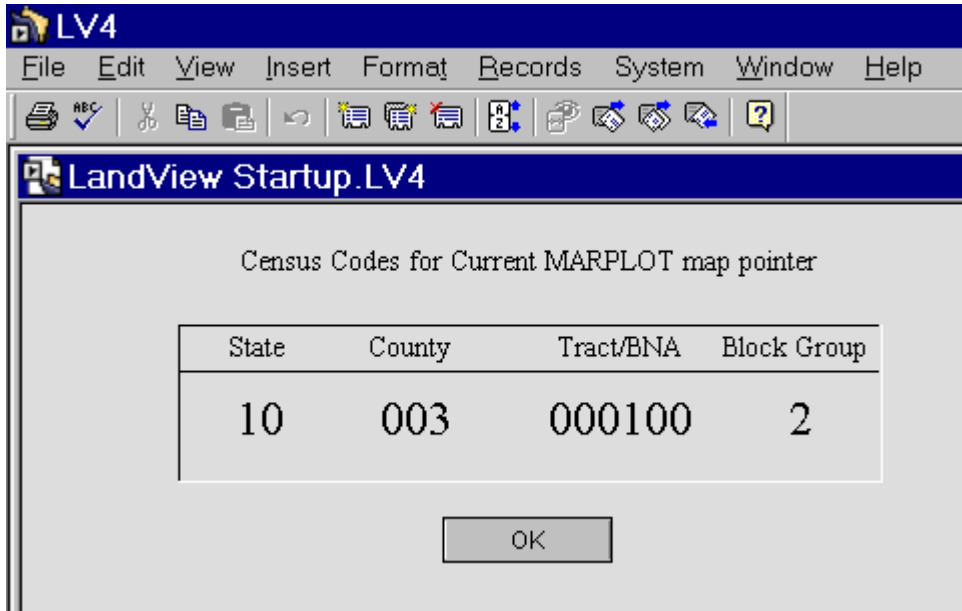 LV4
File Edit View Insert Format Records System Window Help
ABC
A
Z
?
LandView Startup.LV4
Census Codes for Current MARPLOT map pointer
State County Tract/BNA Block Group
10 003 000100 2
OK